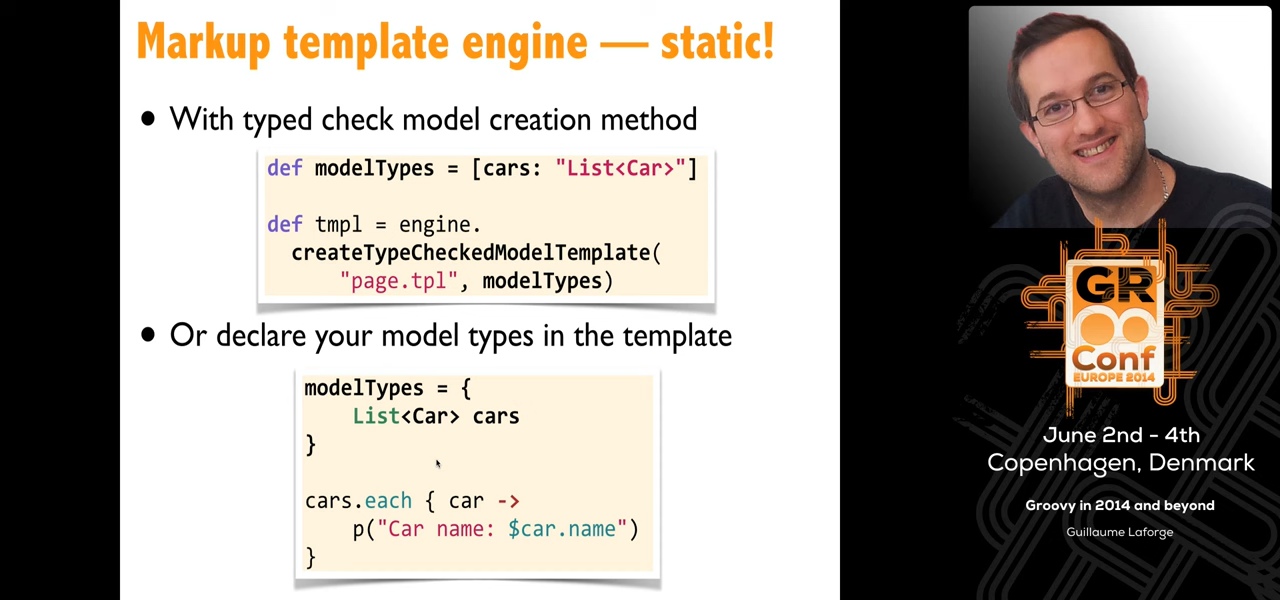 Markup template engine — static!
• With typed check model creation method
def modelTypes = [cars: "List<Car>"]
def tmpl = engine.
createTypeCheckedModelTemplate(
"page.tpl", modelTypes)
• Or declare your model types in the template
modelTypes = {
List<Car> cars
}
cars.each { car ->
p("Car name: $car.name")
}
GR
Conf
EUROPE 2014
June 2nd - 4th
Copenhagen, Denmark
Groovy in 2014 and beyond
Guillaume Laforge